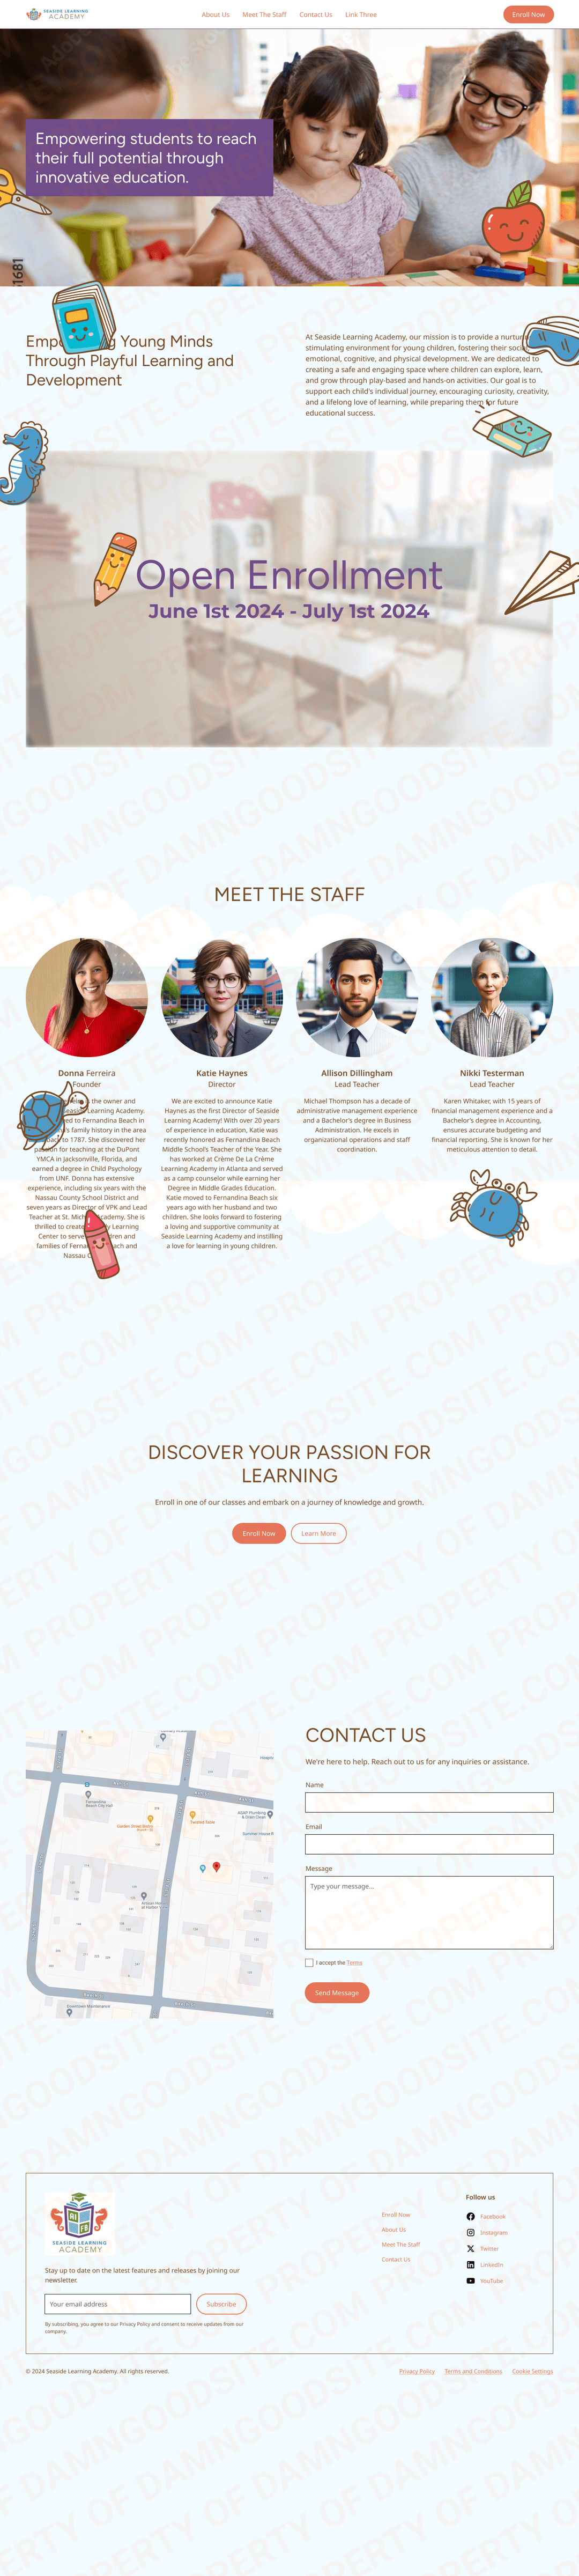 SEASIDE LEARNING
ACADEMY
About Us
Meet The Staff
Contact Us
Link Three
Enroll Now
Empowering students to reach
their full potential through
innovative education.
Young Minds
Through Playful Learning and
Development
At Seaside Learning Academy, our mission is to provide a
stimulating environment for young children, fostering their
emotional, cognitive, and physical development. We are dedicated to
creating a safe and engaging space where children can explore, learn,
and grow through play-based and hands-on activities. Our goal is to
support each child's individual journey, encouraging curiosity, creativity,
and a lifelong love of learning, while preparing them for future
educational success.
Open Enrollment
June 1st 2024 - July 1st 2024
MEET THE STAFF
Donna Ferreira
Founder
the owner and
Learning Academy.
to Fernandina Beach in
family history in the area
to 1787. She discovered her
passion for teaching at the DuPont
YMCA in Jacksonville, Florida, and
earned a degree in Child Psychology
from UNF. Donna has extensive
experience, including six years with the
Nassau County School District and
seven years as Director of VPK and Lead
Teacher at St. Academy. She is
thrilled to create Learning
Center to serve and
families of and
Nassau
Katie Haynes
Director
We are excited to announce Katie
Haynes as the first Director of Seaside
Learning Academy! With over 20 years
of experience in education, Katie was
recently honored as Fernandina Beach
Middle School's Teacher of the Year. She
has worked at Crème De La Crème
Learning Academy in Atlanta and served
as a camp counselor while earning her
Degree in Middle Grades Education.
Katie moved to Fernandina Beach six
years ago with her husband and two
children. She looks forward to fostering
a loving and supportive community at
Seaside Learning Academy and instilling
a love for learning in young children.
Allison Dillingham
Lead Teacher
Michael Thompson has a decade of
administrative management experience
and a Bachelor's degree in Business
Administration. He excels in
organizational operations and staff
coordination.
Nikki Testerman
Lead Teacher
Karen Whitaker, with 15 years of
financial management experience and a
Bachelor's degree in Accounting,
ensures accurate budgeting and
financial reporting. She is known for her
meticulous attention to detail.
DISCOVER YOUR PASSION FOR
LEARNING
Enroll in one of our classes and embark on a journey of knowledge and growth.
Enroll Now
Learn More
CONTACT US
We're here to help. Reach out to us for any inquiries or assistance.
Name
Email
Message
Type your message...
I accept the Terms
Send Message
Fernandina
Beach City Hall
Twisted Table
ASAP Plumbing
& Drain Clean
Downtown Maintenance
SEASIDE LEARNING
ACADEMY
Stay up to date on the latest features and releases by joining our
newsletter.
Your email address
Subscribe
By subscribing, you agree to our Privacy Policy and consent to receive updates from our
company.
Enroll Now
About Us
Meet The Staff
Contact Us
Follow us
Facebook
Instagram
Twitter
LinkedIn
YouTube
© 2024 Seaside Learning Academy. All rights reserved.
Privacy Policy
Terms and Conditions
Cookie Settings
PROPERTY OF DAMNGOODSITE.COM